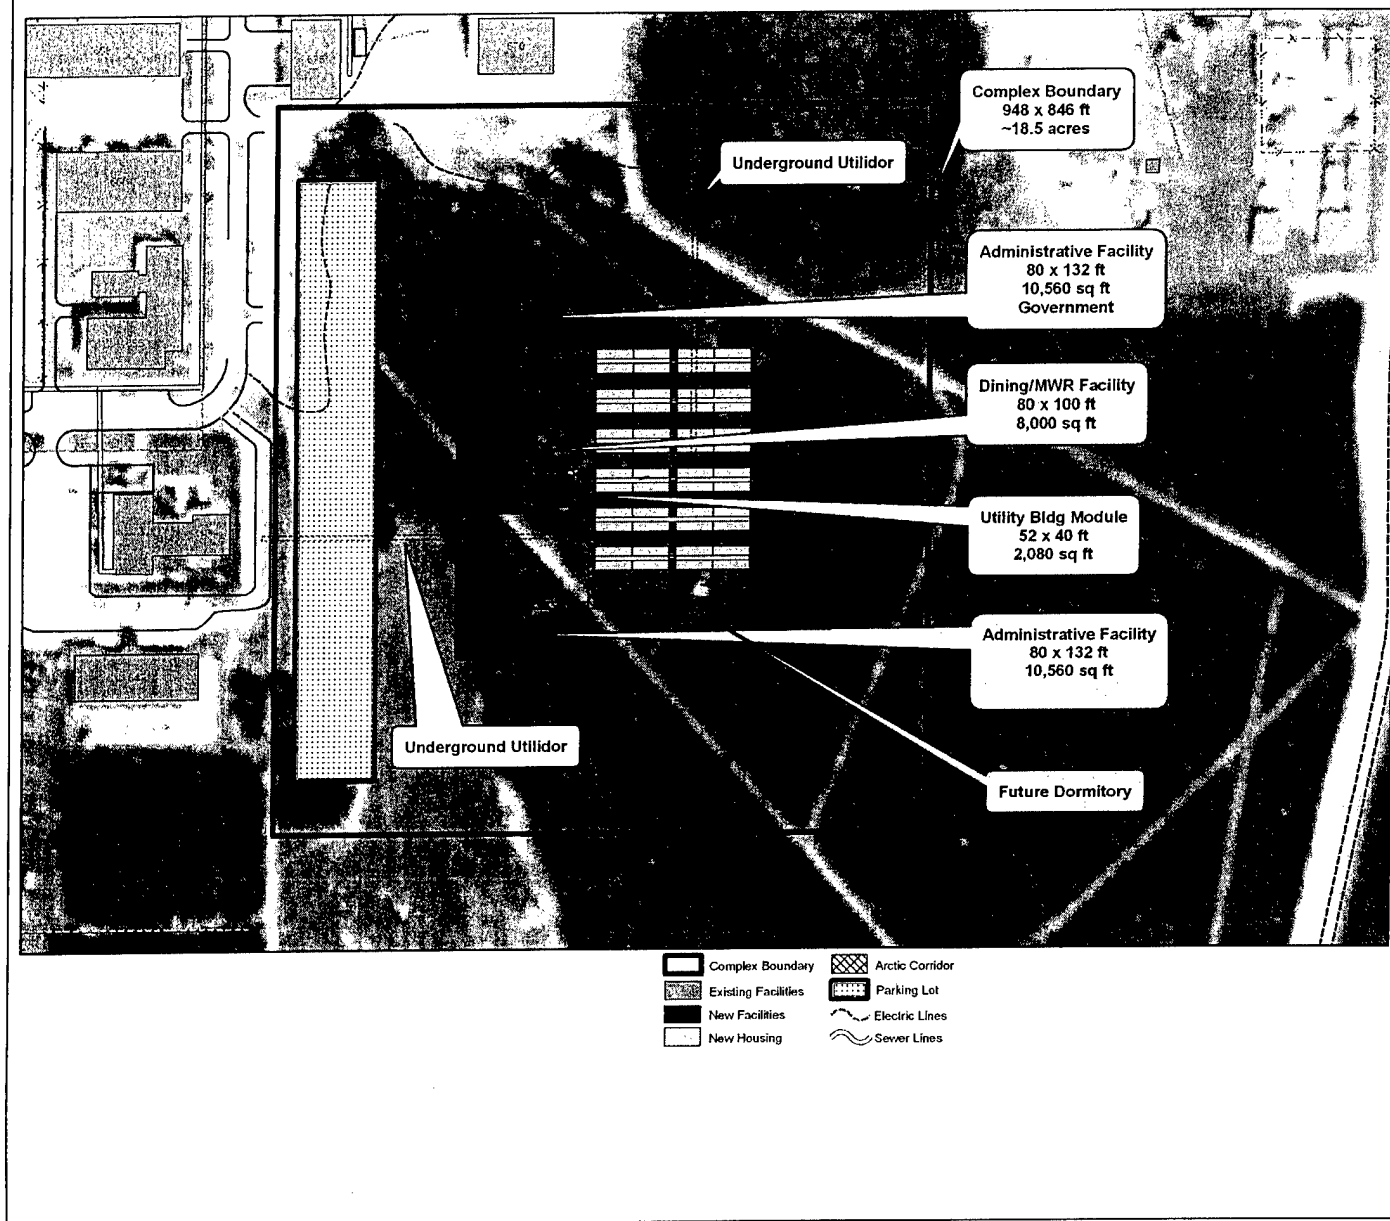 Complex Boundary
948 x 846 ft
~18.5 acres
Underground Utilidor
Administrative Facility
80 x 132 ft
10,560 sq ft
Government
Dining/MWR Facility
80 x 100 ft
8,000 sq ft
Utility Bldg Module
52 x 40 ft
2,080 sq ft
Administrative Facility
80 x 132 ft
10,560 sq ft
Underground Utilidor
Future Dormitory
Complex Boundary
Existing Facilities
New Facilities
New Housing
Arctic Corridor
Parking Lot
Electric Lines
Sewer Lines